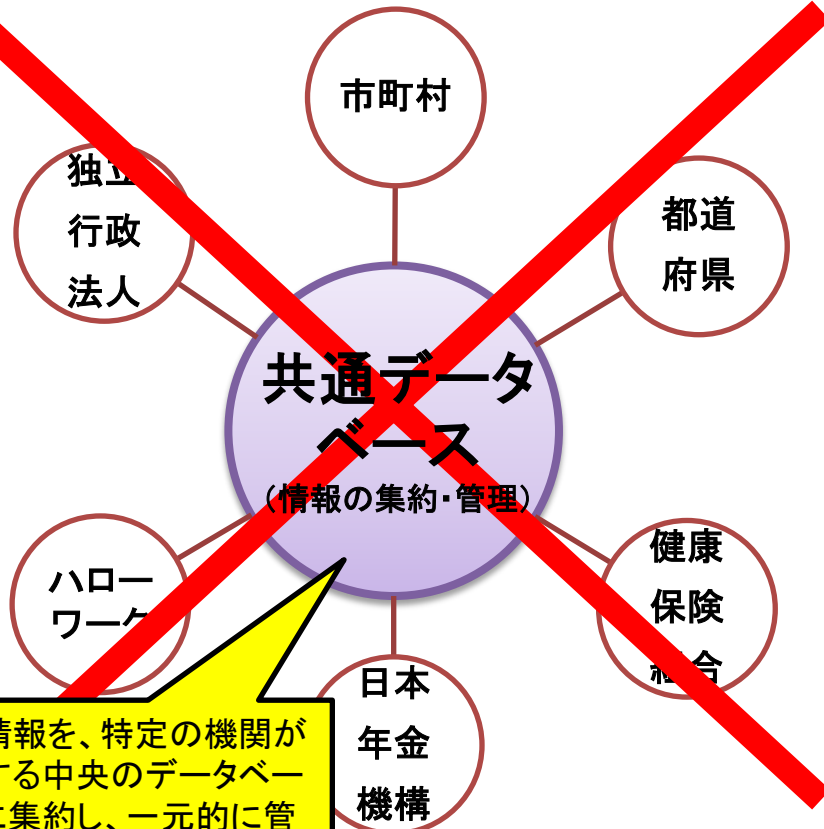 市町村
独立
行政
法人
都道
府県
共通データ
ベース
（情報の集約・管理）
ハロー
ワーク
健康
保険
組合
日本
年金
機構
情報を、特定の機関が
する中央のデータベー
に集約し、一元的に管